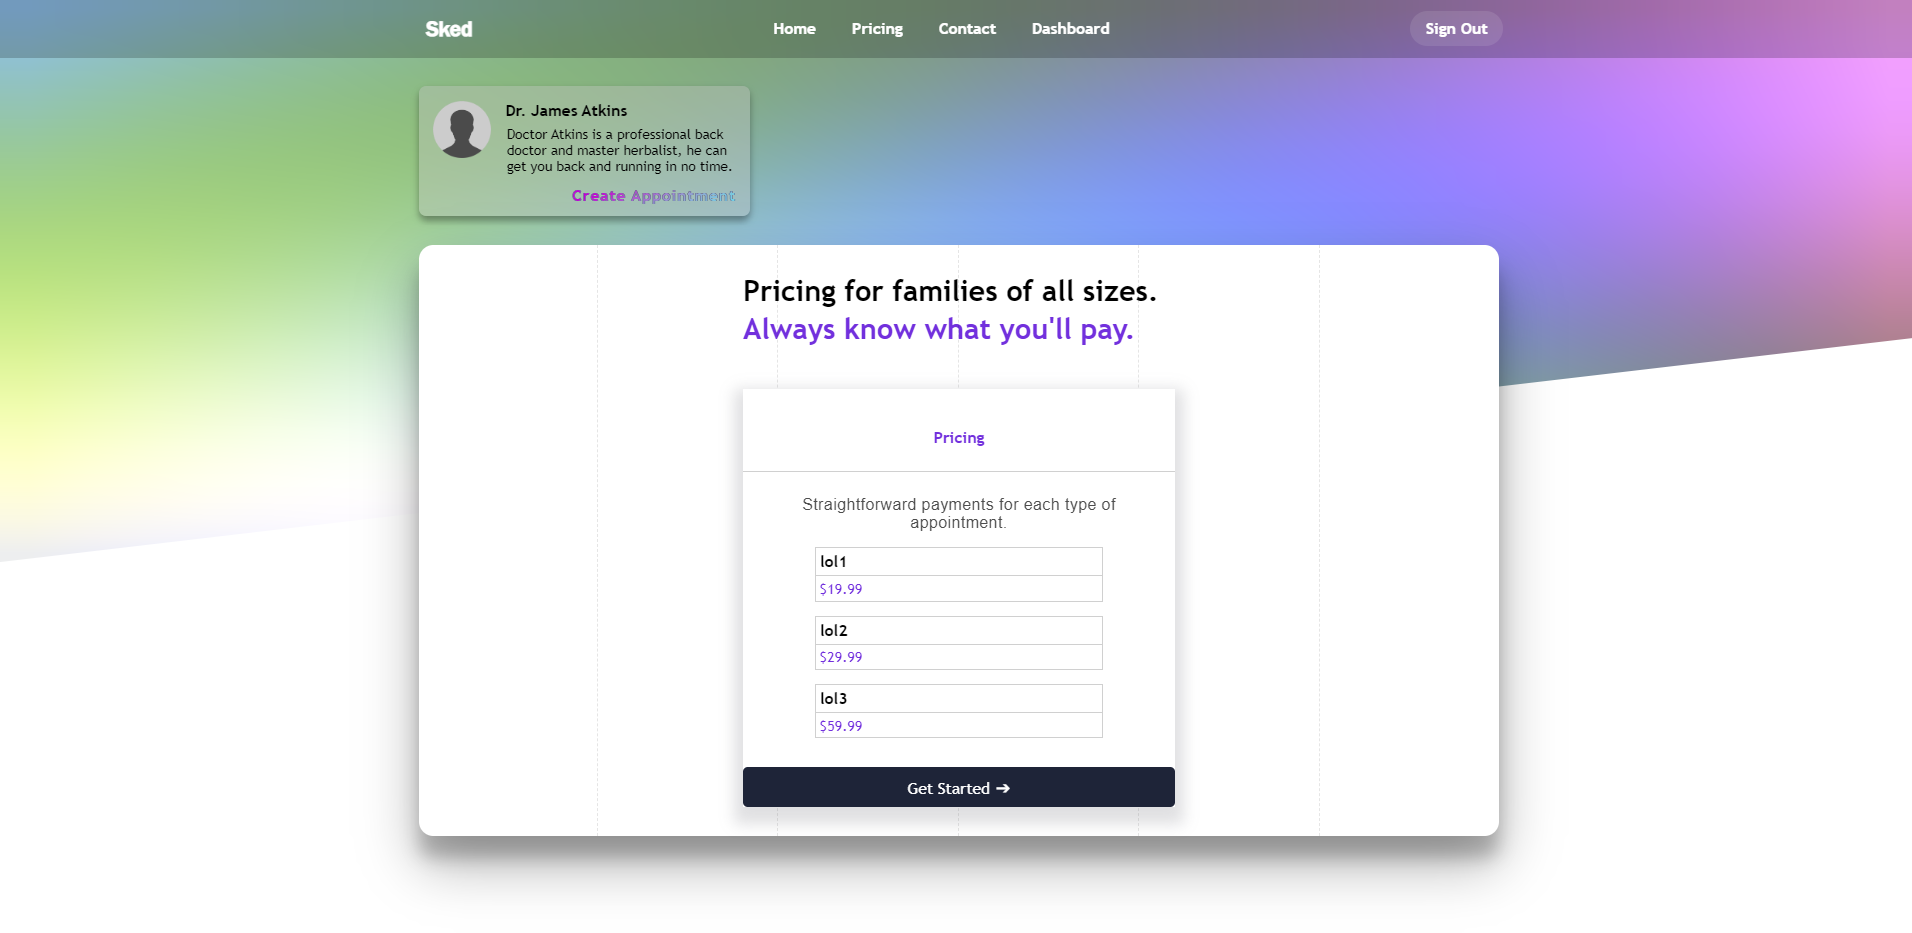 Sked
Home Pricing Contact Dashboard
Sign Out
Dr. James Atkins
Doctor Atkins is a professional back
doctor and master herbalist, he can
get you back and running in no time.
Create Appointment
Pricing for families of all sizes.
Always know what you'll pay.
Pricing
Straightforward payments for each type of
appointment.
lol1
$19.99
lol2
$29.99
lol3
$59.99
Get Started ➔